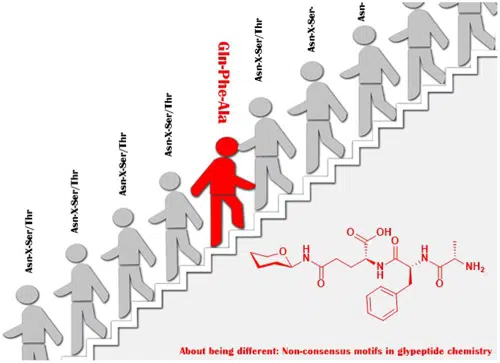 Asn-X-Ser/Thr
Asn-X-Ser/Thr
Asn-X-Ser/Thr
Asn-X-Ser/Thr
Gln-Phe-Ala
Asn-X-Ser/Thr
Asn-X-Ser-
Asn-X-
Asn-
O
H
N
O
O
OH
N
H
O
H
N
O
NH₂
About being different: Non-consensus motifs in glypeptide chemistry